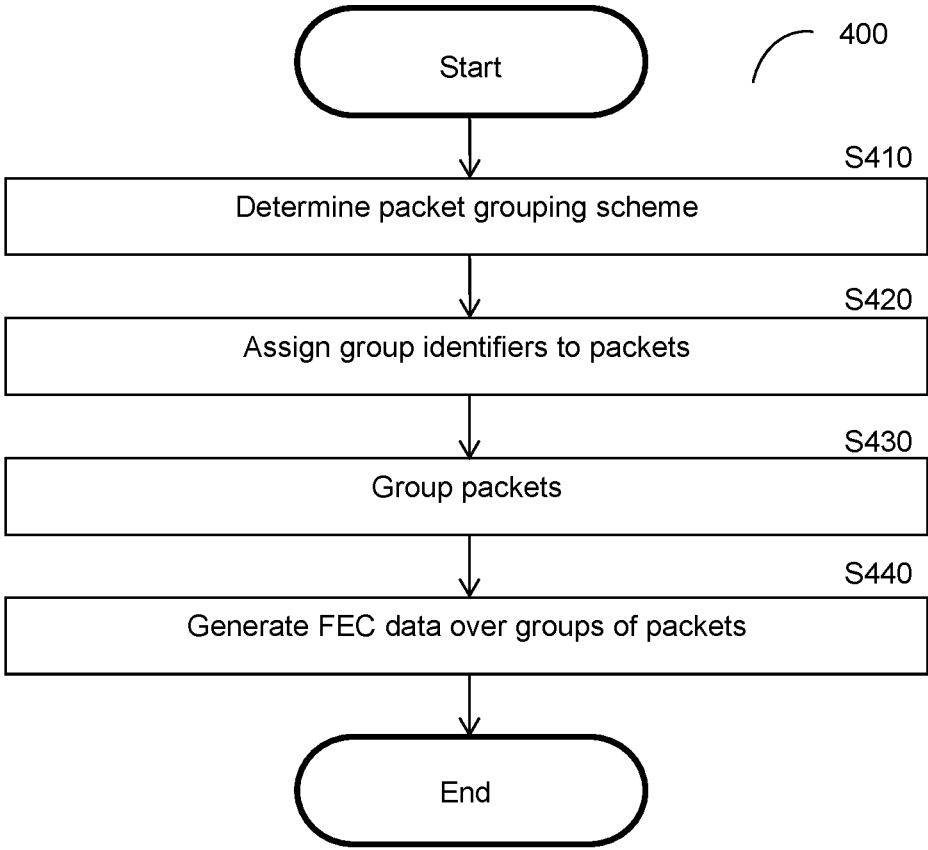 Start
400
S410
Determine packet grouping scheme
S420
Assign group identifiers to packets
S430
Group packets
S440
Generate FEC data over groups of packets
End